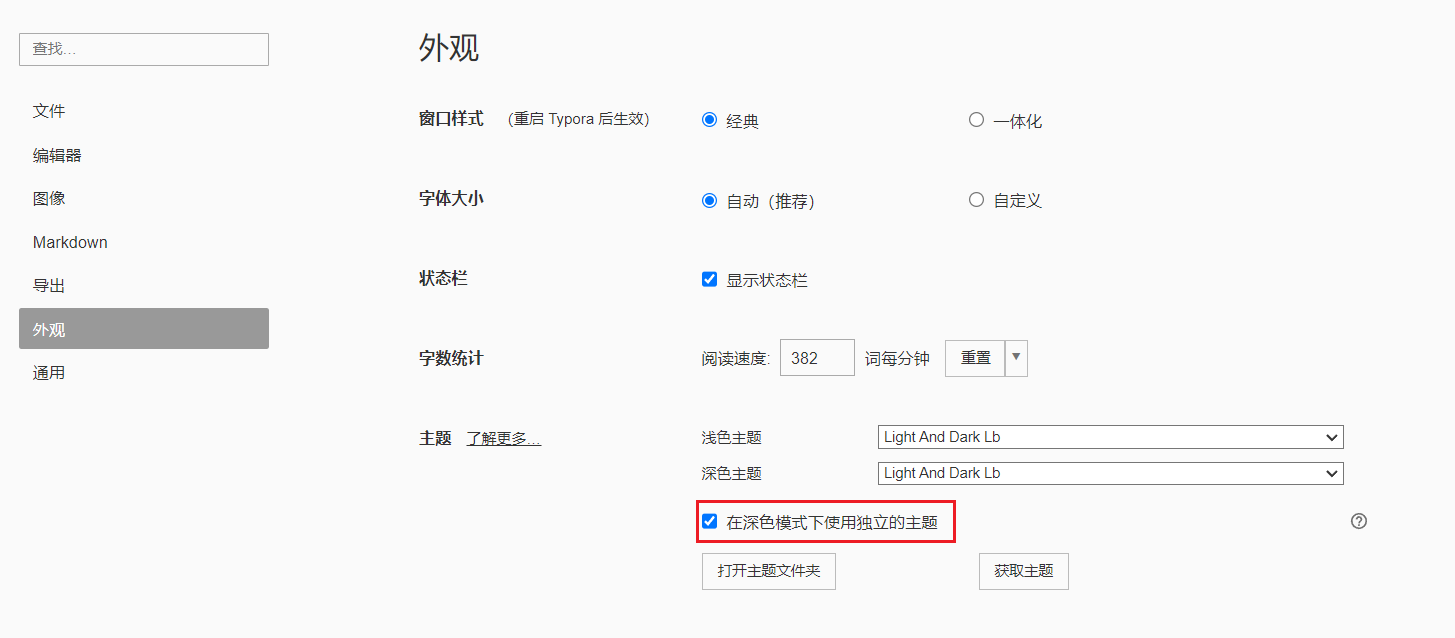 查找...
文件
编辑器
图像
Markdown
导出
外观
通用
外观
窗口样式 (重启 Typora 后生效) 经典 一体化
字体大小 自动（推荐） 自定义
状态栏 显示状态栏
字数统计 阅读速度: 382 词每分钟 重置
主题 了解更多... 浅色主题 Light And Dark Lb
深色主题 Light And Dark Lb
在深色模式下使用独立的主题
打开主题文件夹 获取主题